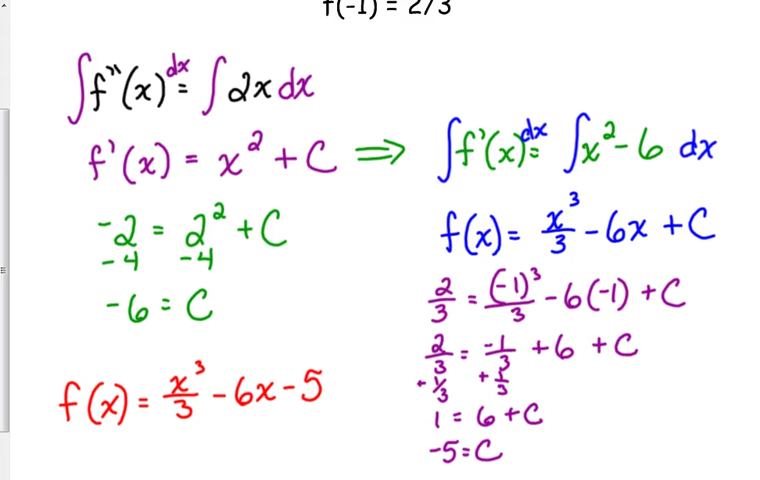 f(-1) = 2/3
∫f"(x) dx = ∫2x dx
f'(x) = x² + C ⇒
-2 = 2² + C
-4 -4
-6 = C
f(x) = x³/3 - 6x - 5
∫f'(x) dx = ∫x² - 6 dx
f(x) = x³/3 - 6x + C
2/3 = (-1)³/3 - 6(-1) + C
2/3 = -1/3 + 6 + C
+1/3 +1/3
1 = 6 + C
-5 = C